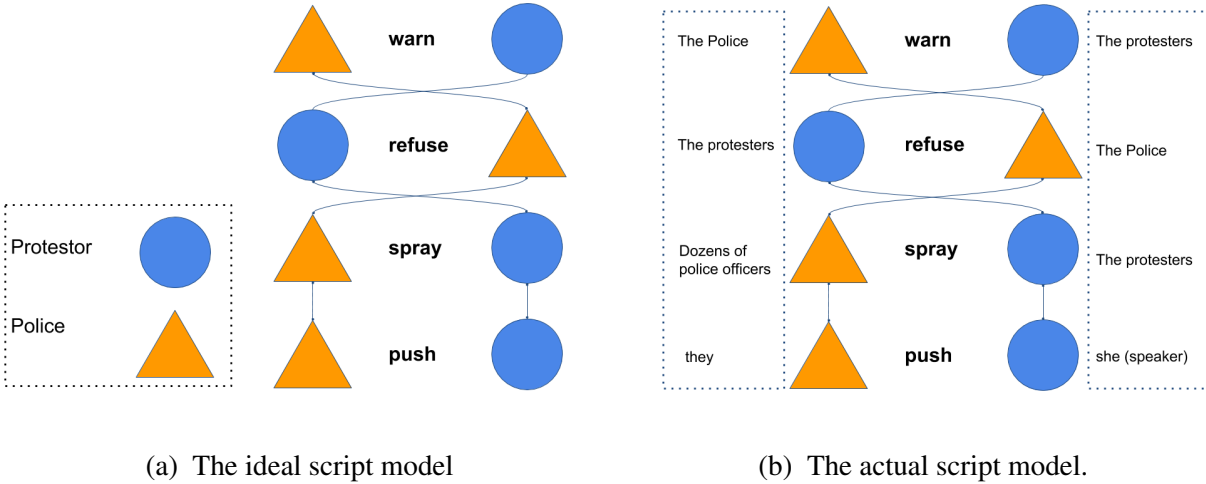 warn
refuse
Protestor
spray
Police
push
(a) The ideal script model
The Police
warn
The protesters
The protesters
refuse
The Police
Dozens of
police officers
spray
The protesters
they
push
she (speaker)
(b) The actual script model.